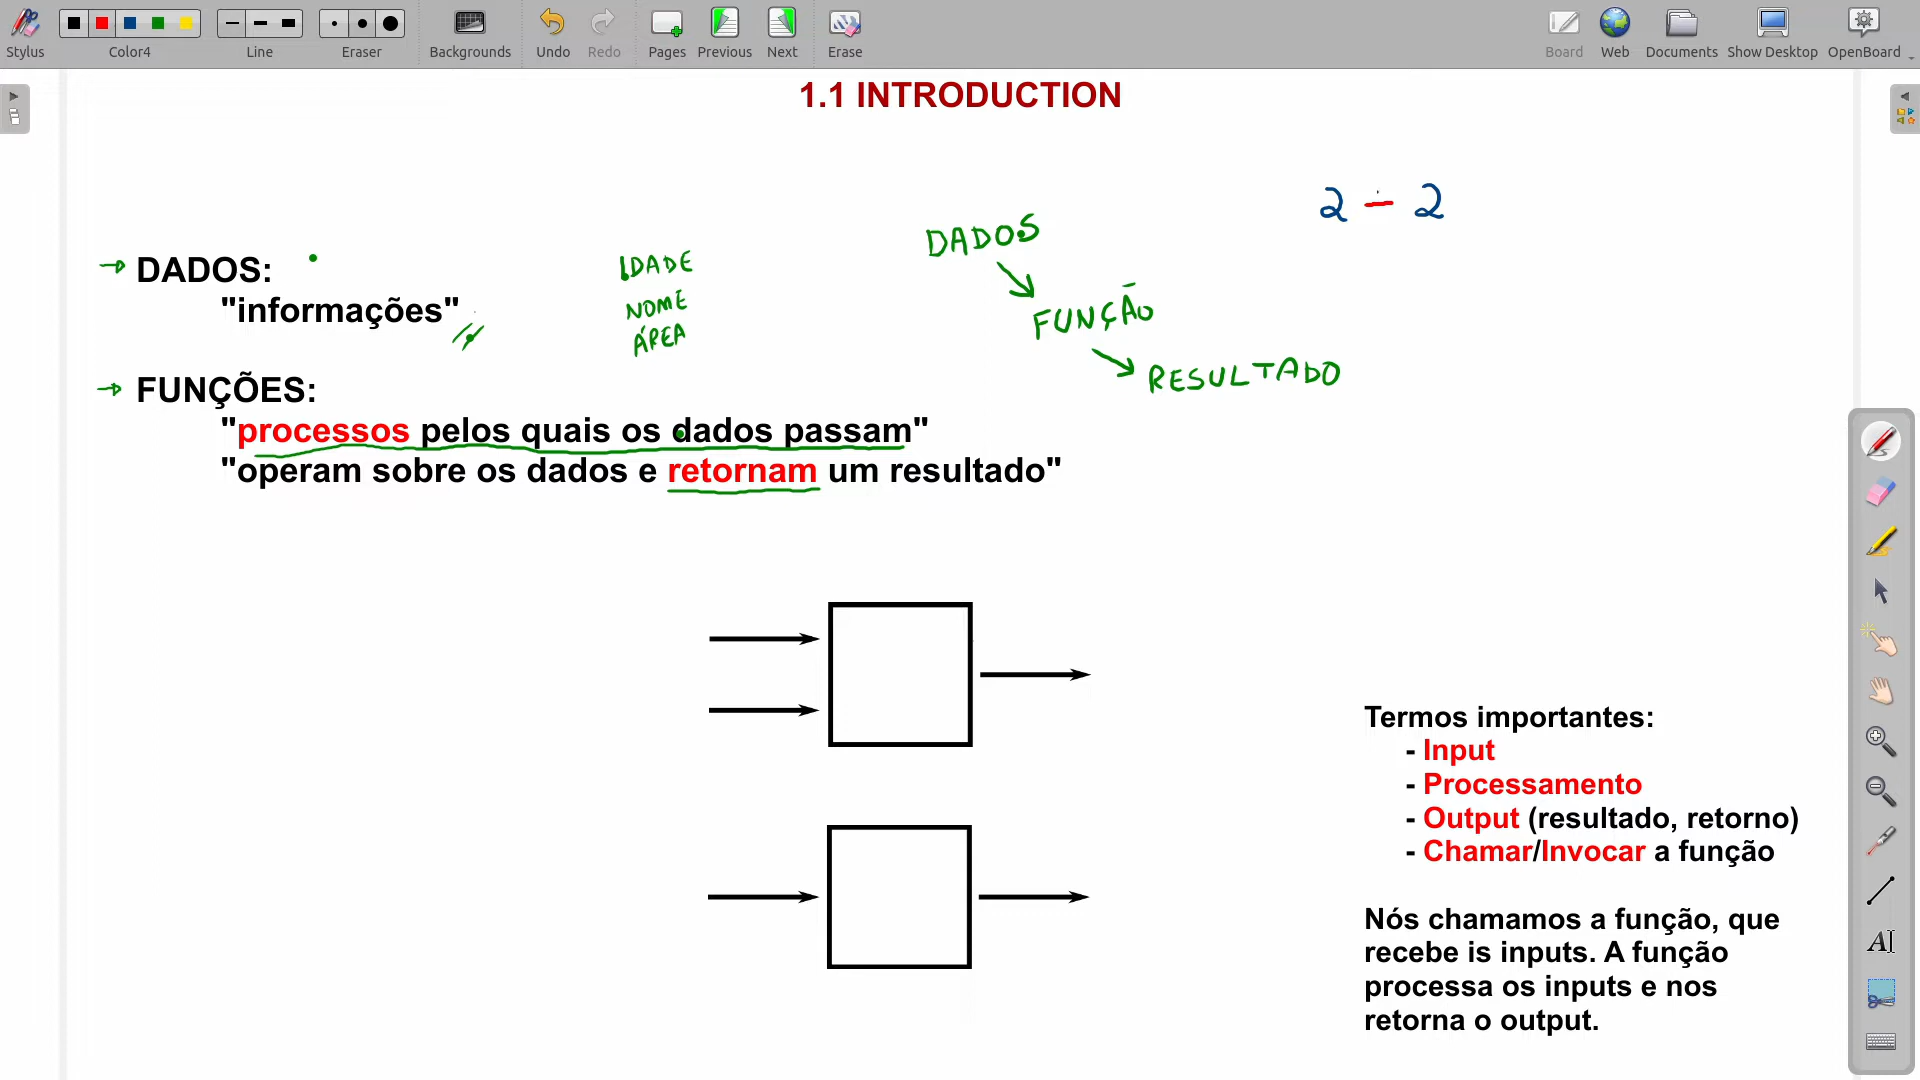 Stylus Color4 Line Eraser Backgrounds Undo Redo Pages Previous Next Erase Board Web Documents Show Desktop OpenBoard
1.1 INTRODUCTION
2 - 2
DADOS
FUNÇÃO
RESULTADO
→ DADOS:
"informações"
IDADE
NOME
ÁREA
→ FUNÇÕES:
"processos pelos quais os dados passam"
"operam sobre os dados e retornam um resultado"
Termos importantes:
- Input
- Processamento
- Output (resultado, retorno)
- Chamar/Invocar a função
Nós chamamos a função, que
recebe is inputs. A função
processa os inputs e nos
retorna o output.